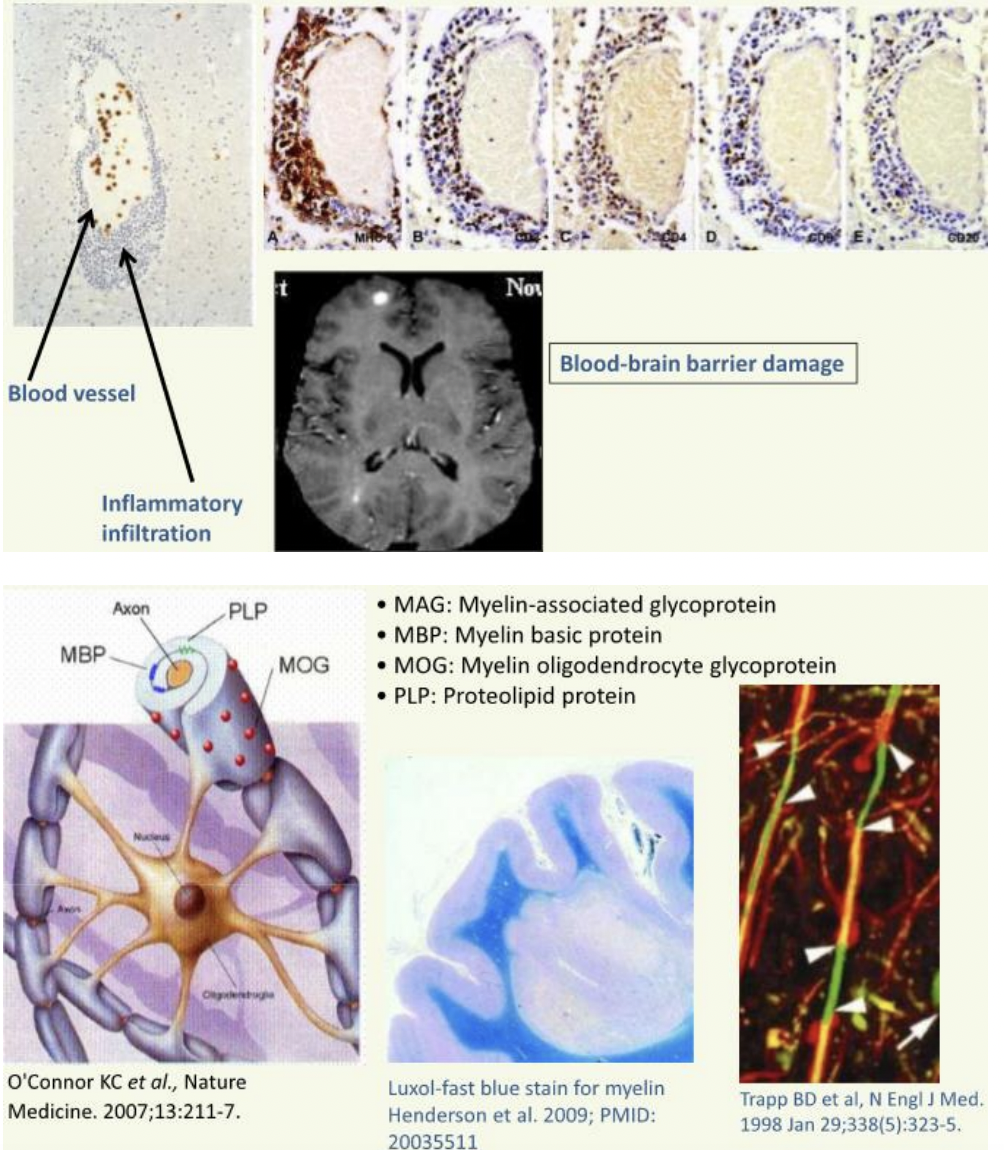 A
MHC-2
B
C
CD4
D
CD8
E
CD20
Nov
Blood-brain barrier damage
Blood vessel
Inflammatory
infiltration
Axon
PLP
MBP
MOG
Nucleus
Axon
Oligodendroglia
• MAG: Myelin-associated glycoprotein
• MBP: Myelin basic protein
• MOG: Myelin oligodendrocyte glycoprotein
• PLP: Proteolipid protein
O'Connor KC et al., Nature
Medicine. 2007;13:211-7.
Luxol-fast blue stain for myelin
Henderson et al. 2009; PMID:
20035511
Trapp BD et al, N Engl J Med.
1998 Jan 29;338(5):323-5.